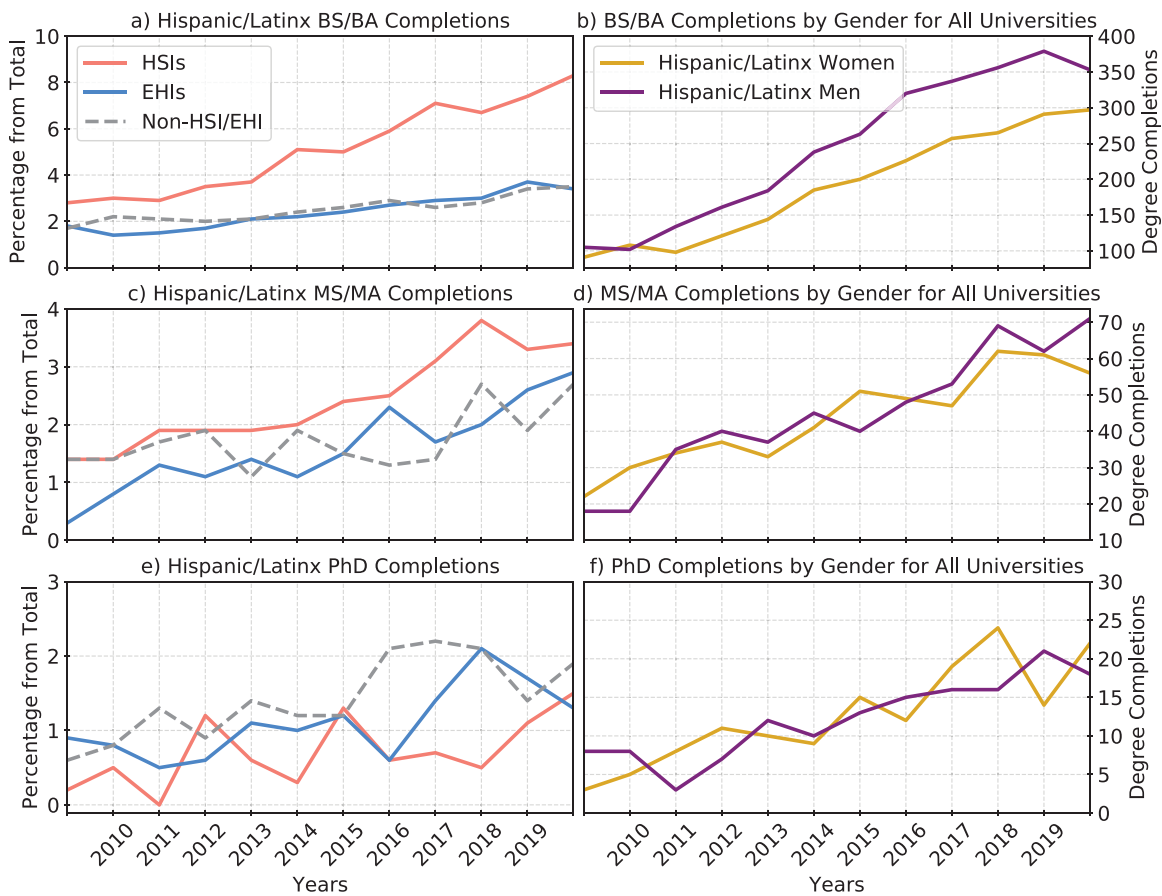 a) Hispanic/Latinx BS/BA Completions
b) BS/BA Completions by Gender for All Universities
Percentage from Total
10
8
6
4
2
0
HSIs
EHIs
Non-HSI/EHI
Hispanic/Latinx Women
Hispanic/Latinx Men
400
350
300
250
200
150
100
Degree Completions
c) Hispanic/Latinx MS/MA Completions
d) MS/MA Completions by Gender for All Universities
Percentage from Total
4
3
2
1
0
70
60
50
40
30
20
10
Degree Completions
e) Hispanic/Latinx PhD Completions
f) PhD Completions by Gender for All Universities
Percentage from Total
3
2
1
0
30
25
20
15
10
5
0
Degree Completions
2010 2011 2012 2013 2014 2015 2016 2017 2018 2019
2010 2011 2012 2013 2014 2015 2016 2017 2018 2019
Years
Years